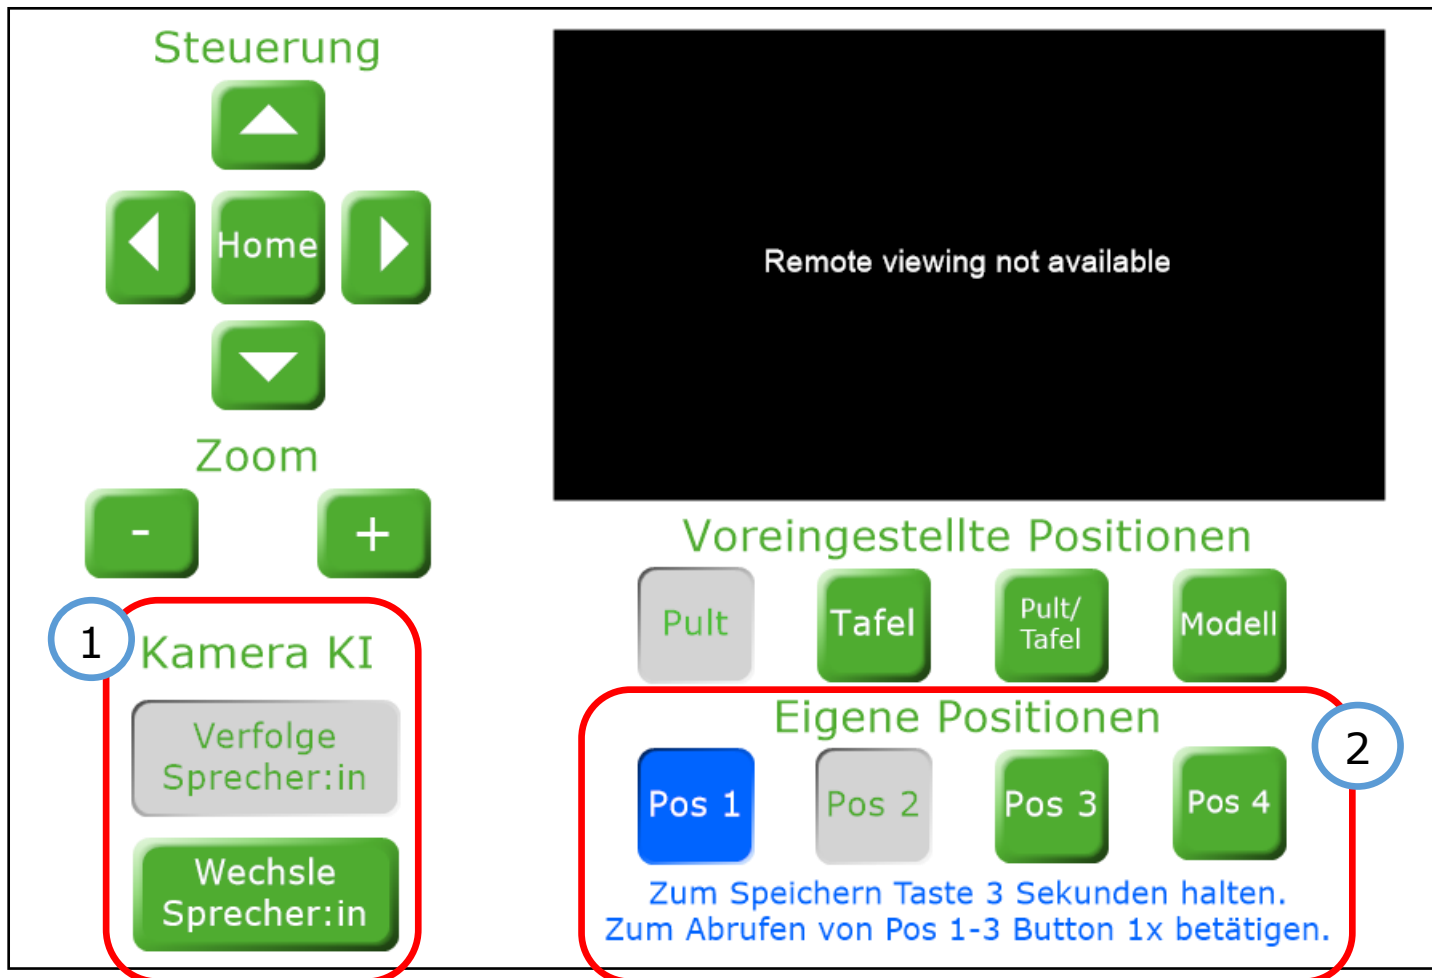 Steuerung
Home
Zoom
-
+
1
Kamera KI
Verfolge
Sprecher:in
Wechsle
Sprecher:in
Remote viewing not available
Voreingestellte Positionen
Pult
Tafel
Pult/
Tafel
Modell
Eigene Positionen
2
Pos 1
Pos 2
Pos 3
Pos 4
Zum Speichern Taste 3 Sekunden halten.
Zum Abrufen von Pos 1-3 Button 1x betätigen.